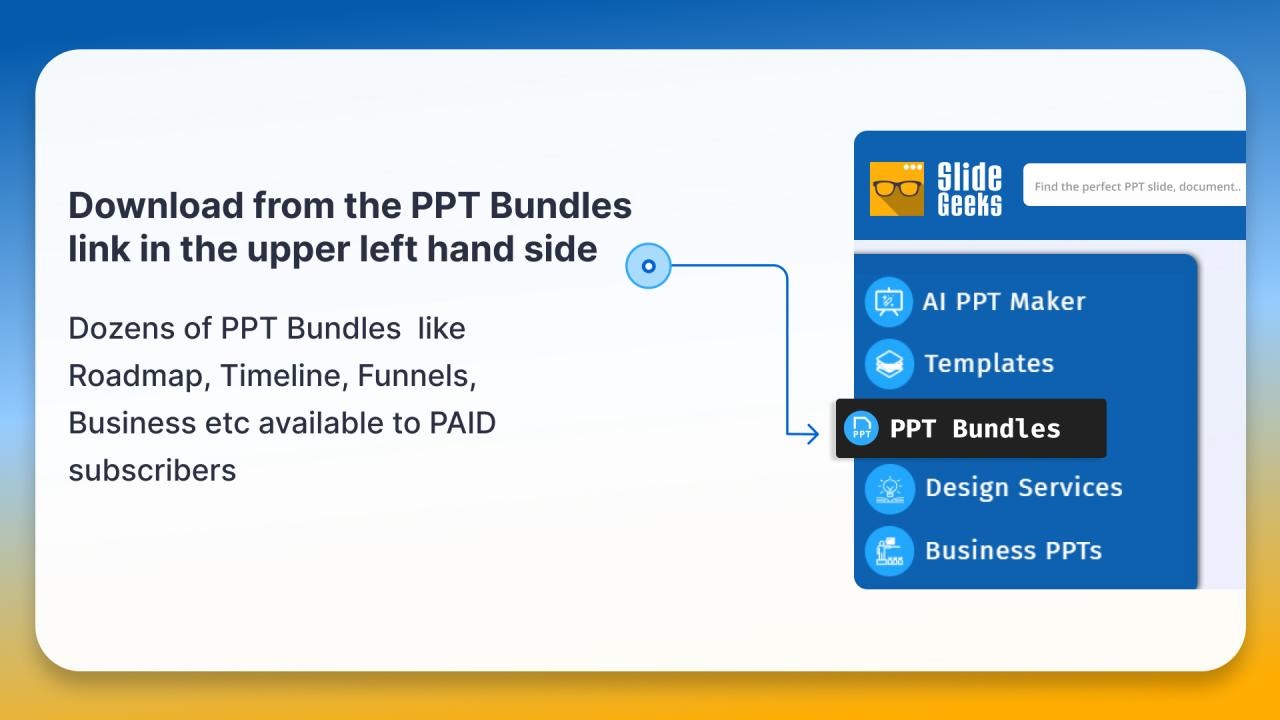 Download from the PPT Bundles
link in the upper left hand side
Dozens of PPT Bundles  like
Roadmap, Timeline, Funnels,
Business etc available to PAID
subscribers
Slide
Geeks
Find the perfect PPT slide, document..
AI PPT Maker
Templates
PPT
PPT Bundles
Design Services
Business PPTs